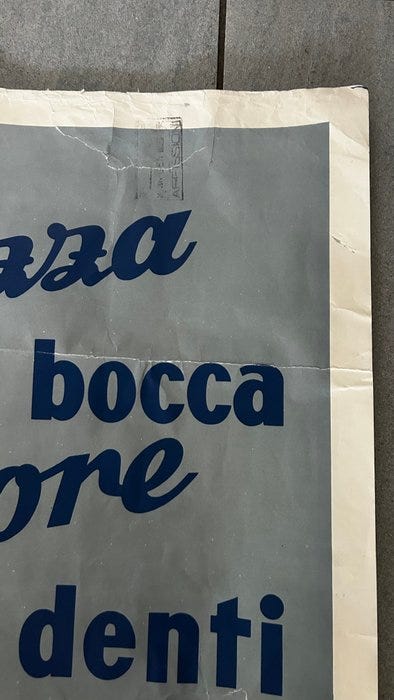 zza
bocca
ore
denti